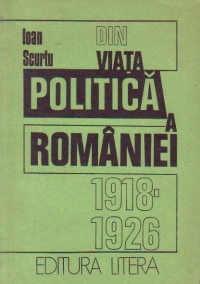 Ioan
Scurtu
DIN
VIAȚA
POLITICĂ
A
ROMÂNIEI
1918-
1926
EDITURA LITERA